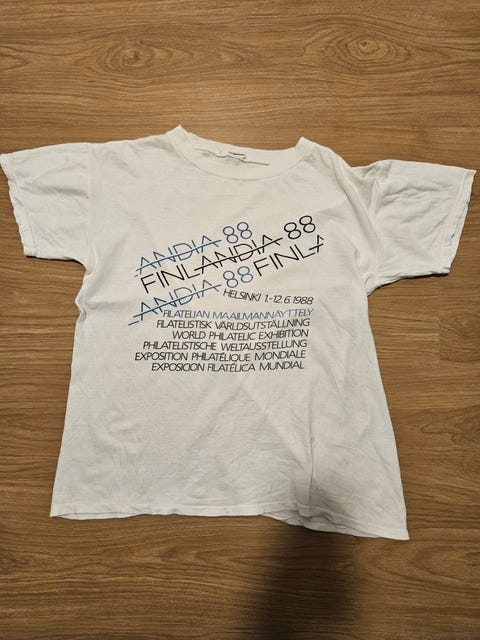 ANDIA 88
FINLANDIA 88
ANDIA 88 FINLA
HELSINKI 1-12.6.1988
FILATELIAN MAAILMANNÄYTTELY
FILATELISTISK VÄRLDSUTSTÄLLNING
WORLD PHILATELIC EXHIBITION
PHILATELISTISCHE WELTAUSSTELLUNG
EXPOSITION PHILATÉLIQUE MONDIALE
EXPOSICION FILATÉLICA MUNDIAL